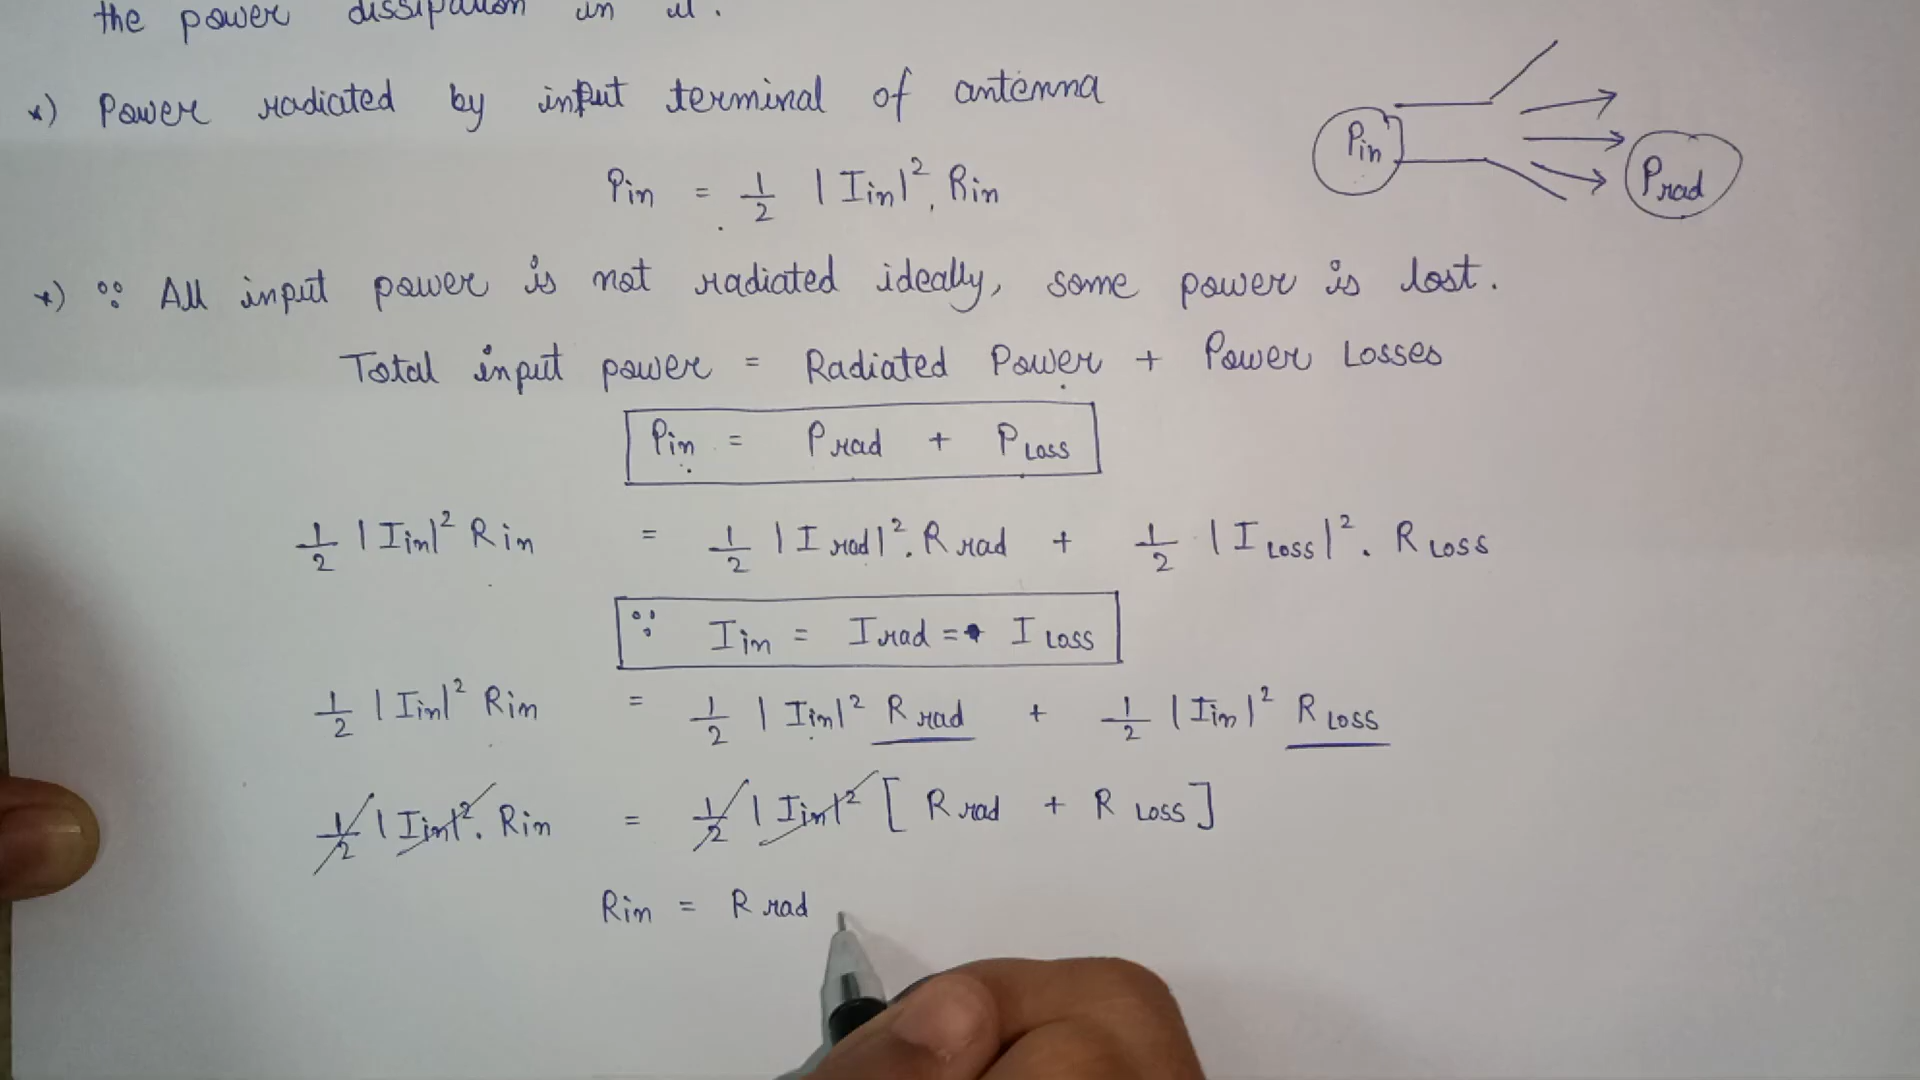 the power dissipation in it.
*) Power radiated by input terminal of antenna
Pin = 1/2 |Iin|². Rin
Pin
Prad
*) ∵ All input power is not radiated ideally, some power is lost.
Total input power = Radiated Power + Power Losses
Pin = Prad + PLoss
1/2 |Iin|² Rin = 1/2 |Irad|². Rrad + 1/2 |ILoss|². RLoss
∵ Iin = Irad = ILoss
1/2 |Iin|² Rin = 1/2 |Iin|² Rrad + 1/2 |Iin|² RLoss
1/2 |Iin|². Rin = 1/2 |Iin|² [Rrad + RLoss]
Rin = Rrad